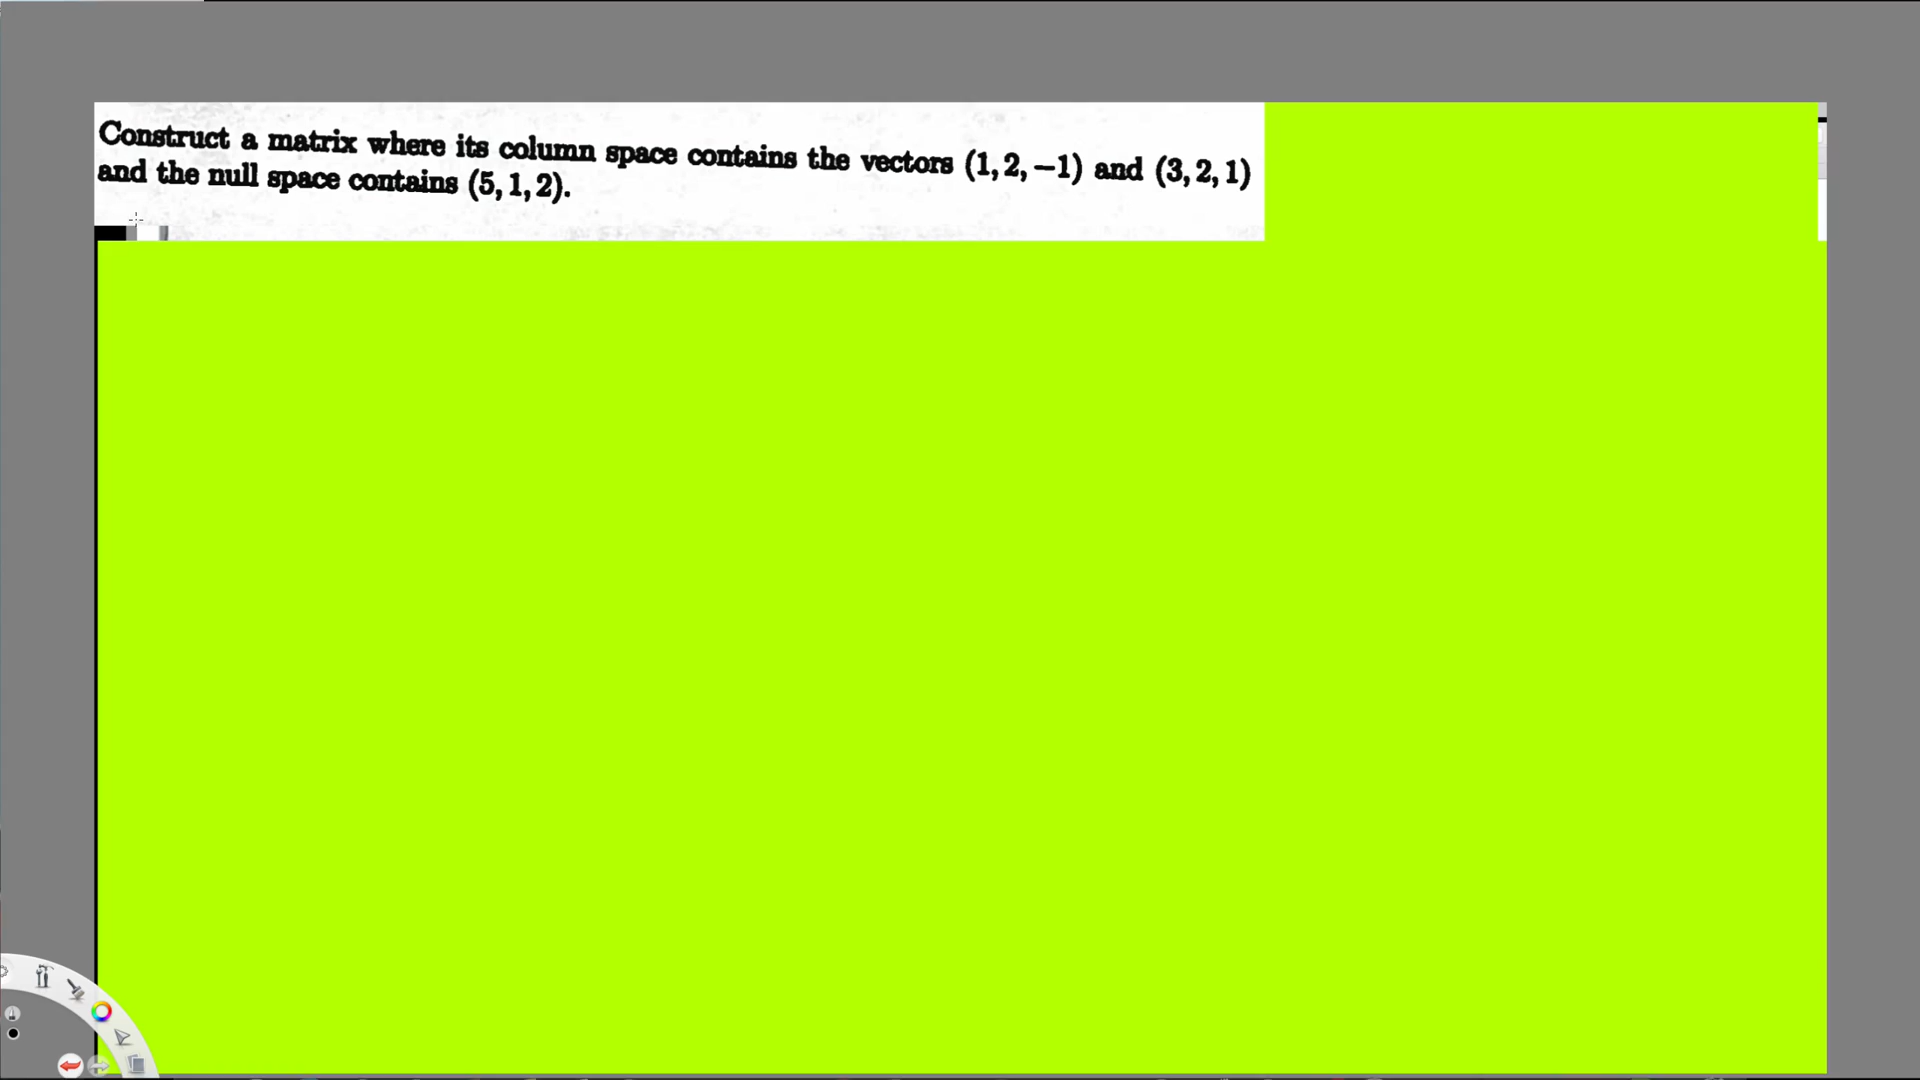 Construct a matrix where its column space contains the vectors (1, 2, −1) and (3, 2, 1)
and the null space contains (5, 1, 2).